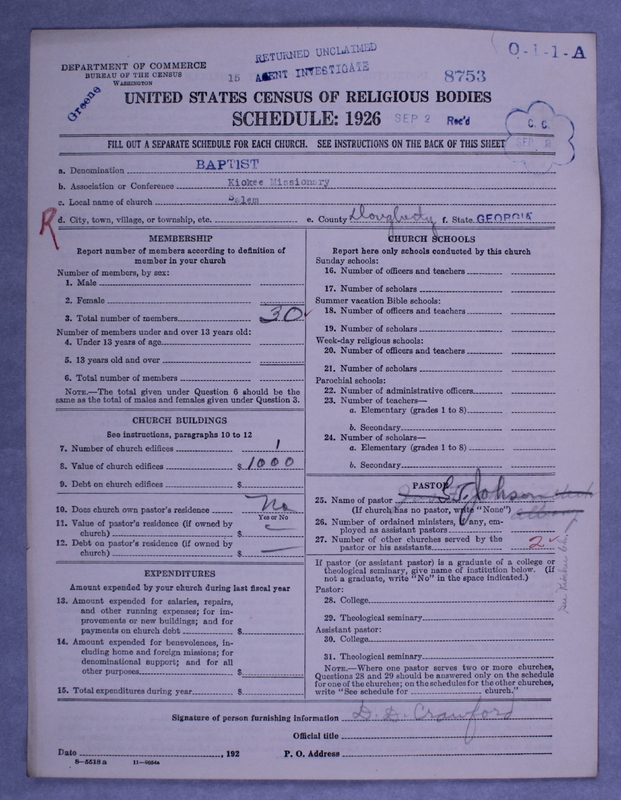 RETURNED UNCLAIMED
AGENT INVESTIGATE
O-1-1-A
DEPARTMENT OF COMMERCE
BUREAU OF THE CENSUS
WASHINGTON
15
8753
Greene
UNITED STATES CENSUS OF RELIGIOUS BODIES
SCHEDULE: 1926
SEP 2 Rec'd
C. C.
SEP 2
FILL OUT A SEPARATE SCHEDULE FOR EACH CHURCH. SEE INSTRUCTIONS ON THE BACK OF THIS SHEET
a. Denomination BAPTIST
b. Association or Conference Kiokee Missionary
c. Local name of church Salem
R
d. City, town, village, or township, etc. e. County Dougherty f. State GEORGIA
MEMBERSHIP
Report number of members according to definition of
member in your church
Number of members, by sex:
1. Male
2. Female
3. Total number of members 30
Number of members under and over 13 years old:
4. Under 13 years of age
5. 13 years old and over
6. Total number of members
NOTE.—The total given under Question 6 should be the
same as the total of males and females given under Question 3.
CHURCH BUILDINGS
See instructions, paragraphs 10 to 12
7. Number of church edifices 1
8. Value of church edifices $ 1000
9. Debt on church edifices $
10. Does church own pastor's residence No
Yes or No
11. Value of pastor's residence (if owned by
church) $
12. Debt on pastor's residence (if owned by
church) $
EXPENDITURES
Amount expended by your church during last fiscal year
13. Amount expended for salaries, repairs,
and other running expenses; for im-
provements or new buildings; and for
payments on church debt $
14. Amount expended for benevolences, in-
cluding home and foreign missions; for
denominational support; and for all
other purposes $
15. Total expenditures during year $
CHURCH SCHOOLS
Report here only schools conducted by this church
Sunday schools:
16. Number of officers and teachers
17. Number of scholars
Summer vacation Bible schools:
18. Number of officers and teachers
19. Number of scholars
Week-day religious schools:
20. Number of officers and teachers
21. Number of scholars
Parochial schools:
22. Number of administrative officers
23. Number of teachers—
a. Elementary (grades 1 to 8)
b. Secondary
24. Number of scholars—
a. Elementary (grades 1 to 8)
b. Secondary
PASTOR
25. Name of pastor S. T. Johson
(If church has no pastor, write "None") Albany
26. Number of ordained ministers, if any, em-
ployed as assistant pastors
27. Number of other churches served by the
pastor or his assistants 2
If pastor (or assistant pastor) is a graduate of a college or
theological seminary, give name of institution below. (If
not a graduate, write "No" in the space indicated.)
Pastor:
28. College
29. Theological seminary
Assistant pastor:
30. College
31. Theological seminary
NOTE.—Where one pastor serves two or more churches,
Questions 28 and 29 should be answered only on the schedule
for one of the churches; on the schedules for the other churches,
write "See schedule for church."
Signature of person furnishing information D. D. Crawford
Official title
Date , 192 P. O. Address
8—5518 a 11—9034a